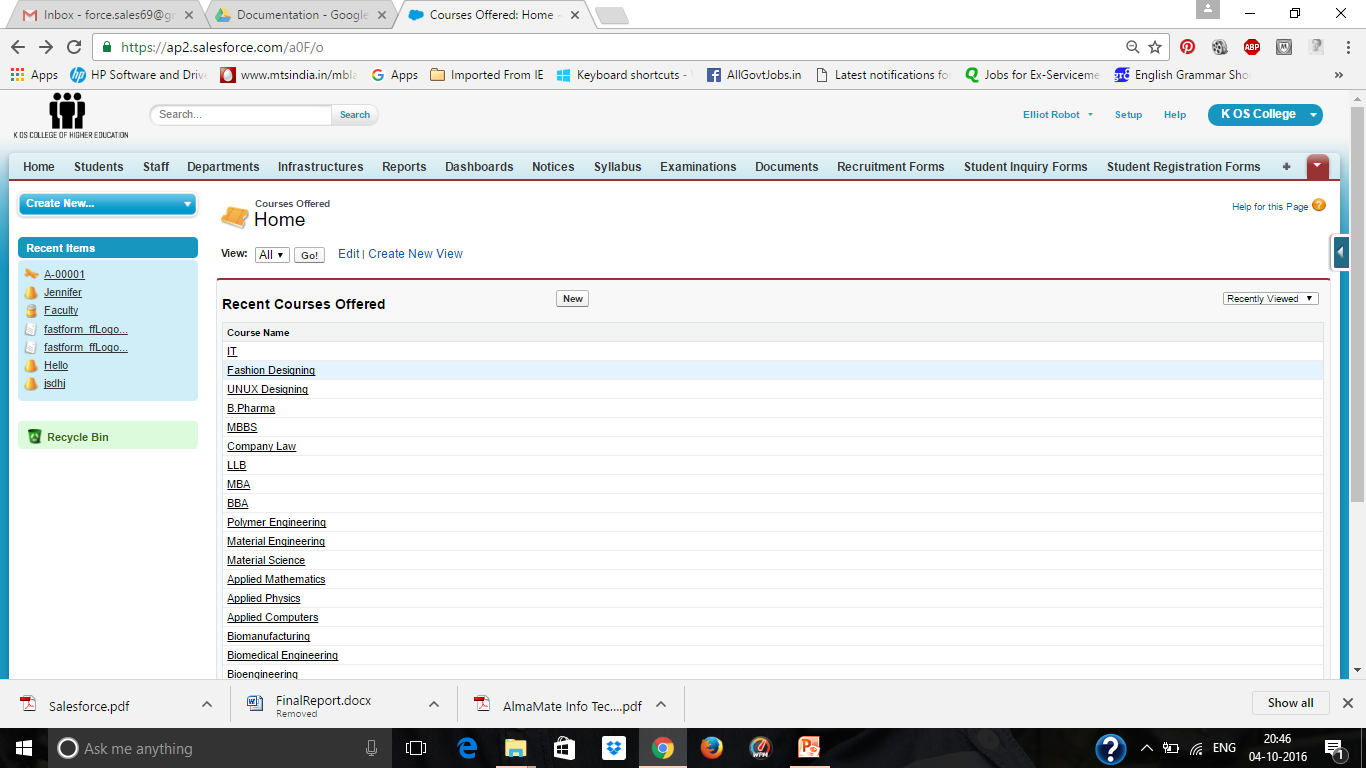 Inbox - force.sales69@g
Documentation - Google
Courses Offered: Home -
https://ap2.salesforce.com/a0F/o
Apps
HP Software and Driv
www.mtsindia.in/mbla
Apps
Imported From IE
Keyboard shortcuts -
AllGovtJobs.in
Latest notifications fo
Jobs for Ex-Serviceme
English Grammar Sho
»
K OS COLLEGE OF HIGHER EDUCATION
Search...
Search
Elliot Robot
Setup
Help
K OS College
Home
Students
Staff
Departments
Infrastructures
Reports
Dashboards
Notices
Syllabus
Examinations
Documents
Recruitment Forms
Student Inquiry Forms
Student Registration Forms
+
Create New...
Recent Items
A-00001
Jennifer
Faculty
fastform_ffLogo...
fastform_ffLogo...
Hello
jsdhj
Recycle Bin
Courses Offered
Home
Help for this Page ?
View:
All
Go!
Edit | Create New View
Recent Courses Offered
New
Recently Viewed
Course Name
IT
Fashion Designing
UNUX Designing
B.Pharma
MBBS
Company Law
LLB
MBA
BBA
Polymer Engineering
Material Engineering
Material Science
Applied Mathematics
Applied Physics
Applied Computers
Biomanufacturing
Biomedical Engineering
Bioengineering
Salesforce.pdf
FinalReport.docx
Removed
AlmaMate Info Tec....pdf
Show all
Ask me anything
ENG
20:46
04-10-2016
1